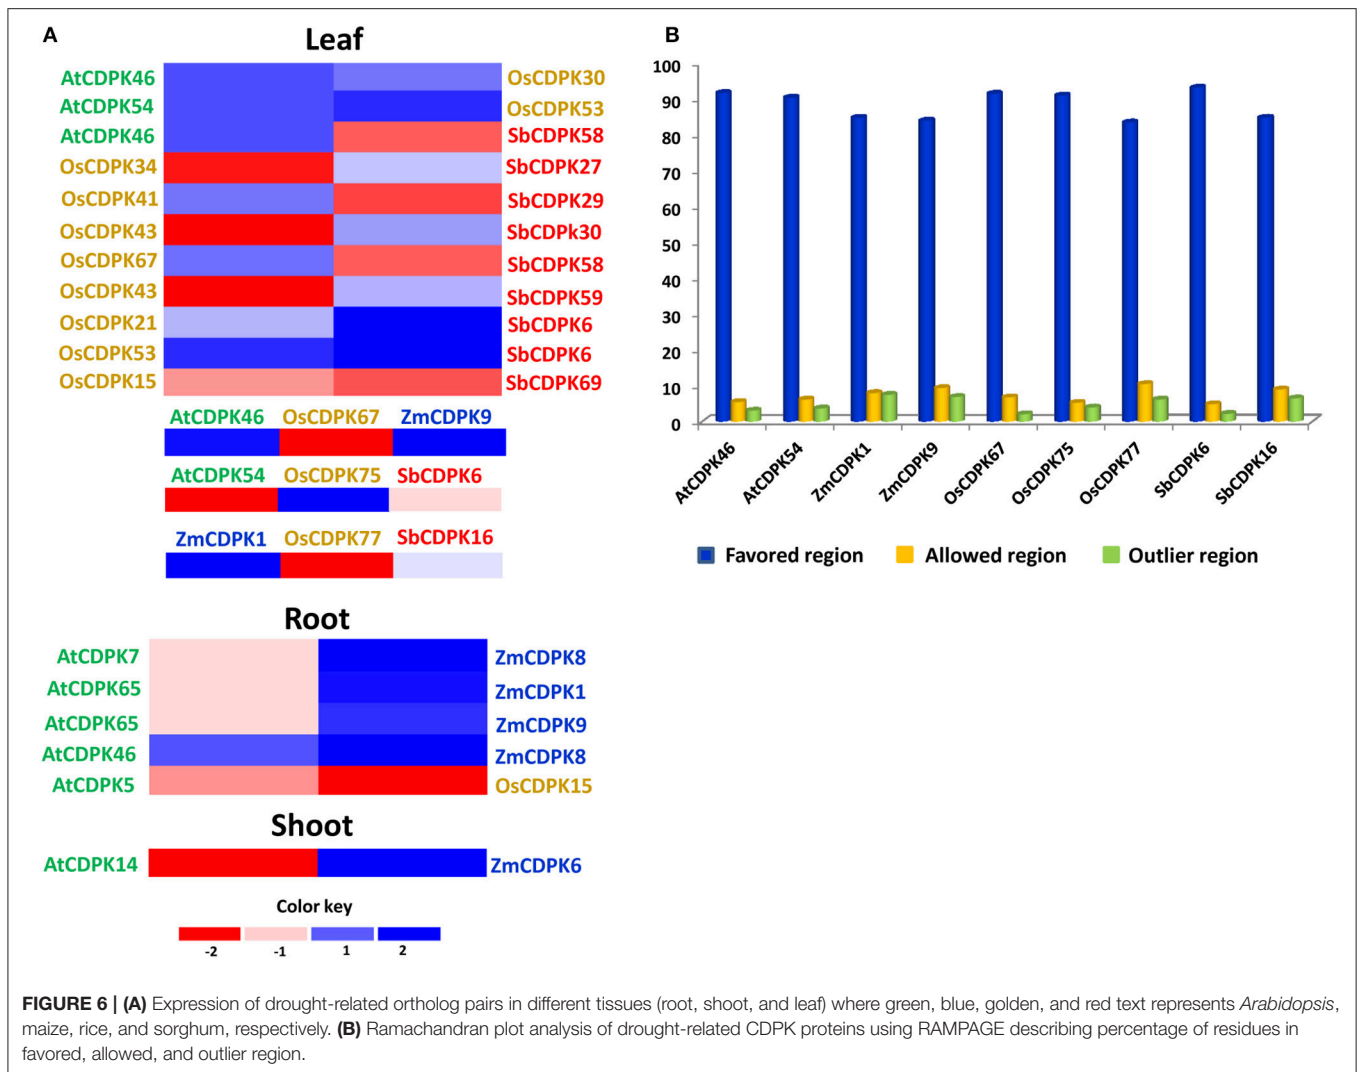 A
Leaf
AtCDPK46 OsCDPK30
AtCDPK54 OsCDPK53
AtCDPK46 SbCDPK58
OsCDPK34 SbCDPK27
OsCDPK41 SbCDPK29
OsCDPK43 SbCDPk30
OsCDPK67 SbCDPK58
OsCDPK43 SbCDPK59
OsCDPK21 SbCDPK6
OsCDPK53 SbCDPK6
OsCDPK15 SbCDPK69
AtCDPK46 OsCDPK67 ZmCDPK9
AtCDPK54 OsCDPK75 SbCDPK6
ZmCDPK1 OsCDPK77 SbCDPK16
Root
AtCDPK7 ZmCDPK8
AtCDPK65 ZmCDPK1
AtCDPK65 ZmCDPK9
AtCDPK46 ZmCDPK8
AtCDPK5 OsCDPK15
Shoot
AtCDPK14 ZmCDPK6
Color key
-2 -1 1 2
B
100
90
80
70
60
50
40
30
20
10
0
AtCDPK46
AtCDPK54
ZmCDPK1
ZmCDPK9
OsCDPK67
OsCDPK75
OsCDPK77
SbCDPK6
SbCDPK16
Favored region Allowed region Outlier region
FIGURE 6 | (A) Expression of drought-related ortholog pairs in different tissues (root, shoot, and leaf) where green, blue, golden, and red text represents Arabidopsis,
maize, rice, and sorghum, respectively. (B) Ramachandran plot analysis of drought-related CDPK proteins using RAMPAGE describing percentage of residues in
favored, allowed, and outlier region.